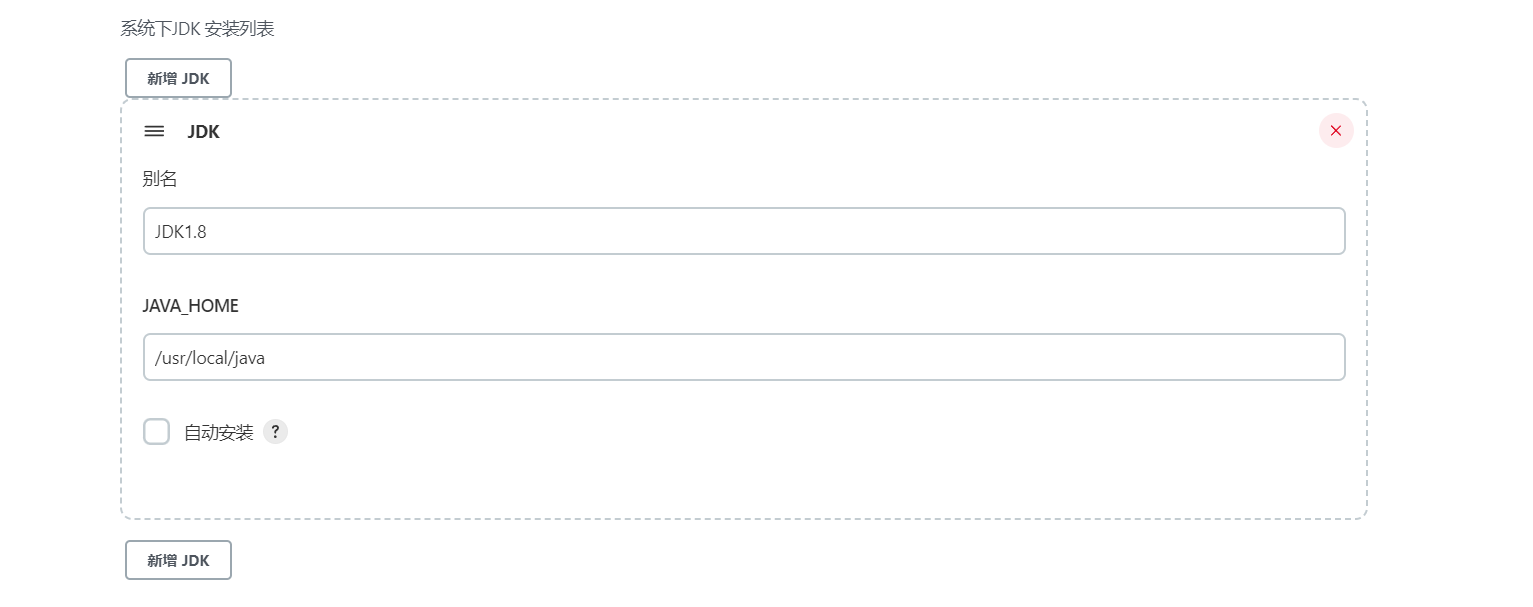 系统下JDK 安装列表
新增 JDK
JDK
别名
JDK1.8
JAVA_HOME
/usr/local/java
自动安装 ?
新增 JDK